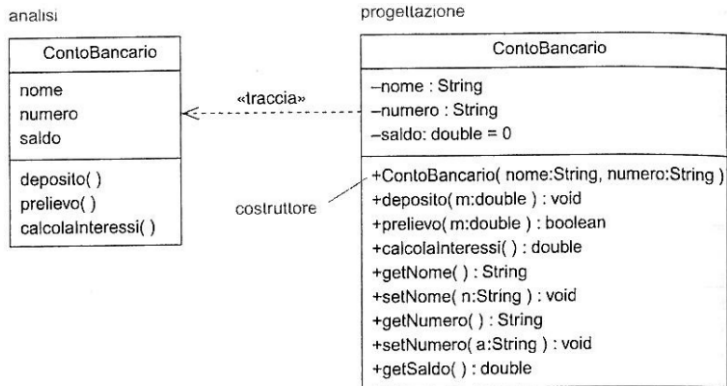 analisi
ContoBancario
nome
numero
saldo
deposito( )
prelievo( )
calcolaInteressi( )
«traccia»
costruttore
progettazione
ContoBancario
–nome : String
–numero : String
–saldo: double = 0
+ContoBancario( nome:String, numero:String )
+deposito( m:double ) : void
+prelievo( m:double ) : boolean
+calcolaInteressi( ) : double
+getNome( ) : String
+setNome( n:String ) : void
+getNumero( ) : String
+setNumero( a:String ) : void
+getSaldo( ) : double